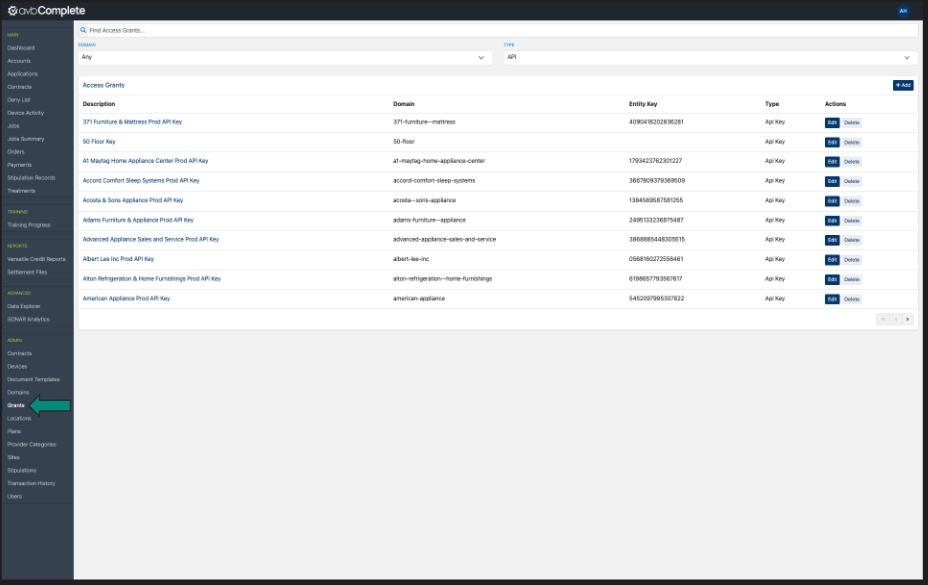 avbComplete
AH
MAIN
Dashboard
Accounts
Applications
Contracts
Deny List
Device Activity
Jobs
Jobs Summary
Orders
Payments
Stipulation Records
Treatments
TRAINING
Training Progress
REPORTS
Versatile Credit Reports
Settlement Files
ADVANCED
Data Explorer
SONAR Analytics
ADMIN
Contracts
Devices
Document Templates
Domains
Grants
Locations
Plans
Provider Categories
Sites
Stipulations
Transaction History
Users
Find Access Grants...
DOMAIN TYPE
Any API
Access Grants + Add
Description Domain Entity Key Type Actions
371 Furniture & Mattress Prod API Key 371-furniture--mattress 4090418202836281 Api Key Edit Delete
50 Floor Key 50-floor Api Key Edit Delete
A1 Maytag Home Appliance Center Prod API Key a1-maytag-home-appliance-center 1793423762301227 Api Key Edit Delete
Accord Comfort Sleep Systems Prod API Key accord-comfort-sleep-systems 3667809379369509 Api Key Edit Delete
Acosta & Sons Appliance Prod API Key acosta--sons-appliance 1384589587581255 Api Key Edit Delete
Adams Furniture & Appliance Prod API Key adams-furniture--appliance 2495133236875487 Api Key Edit Delete
Advanced Appliance Sales and Service Prod API Key advanced-appliance-sales-and-service 3868885448305515 Api Key Edit Delete
Albert Lee Inc Prod API Key albert-lee-inc 0568160272556461 Api Key Edit Delete
Alton Refrigeration & Home Furnishings Prod API Key alton-refrigeration--home-furnishings 6198657793567617 Api Key Edit Delete
American Appliance Prod API Key american-appliance 5452097995307822 Api Key Edit Delete